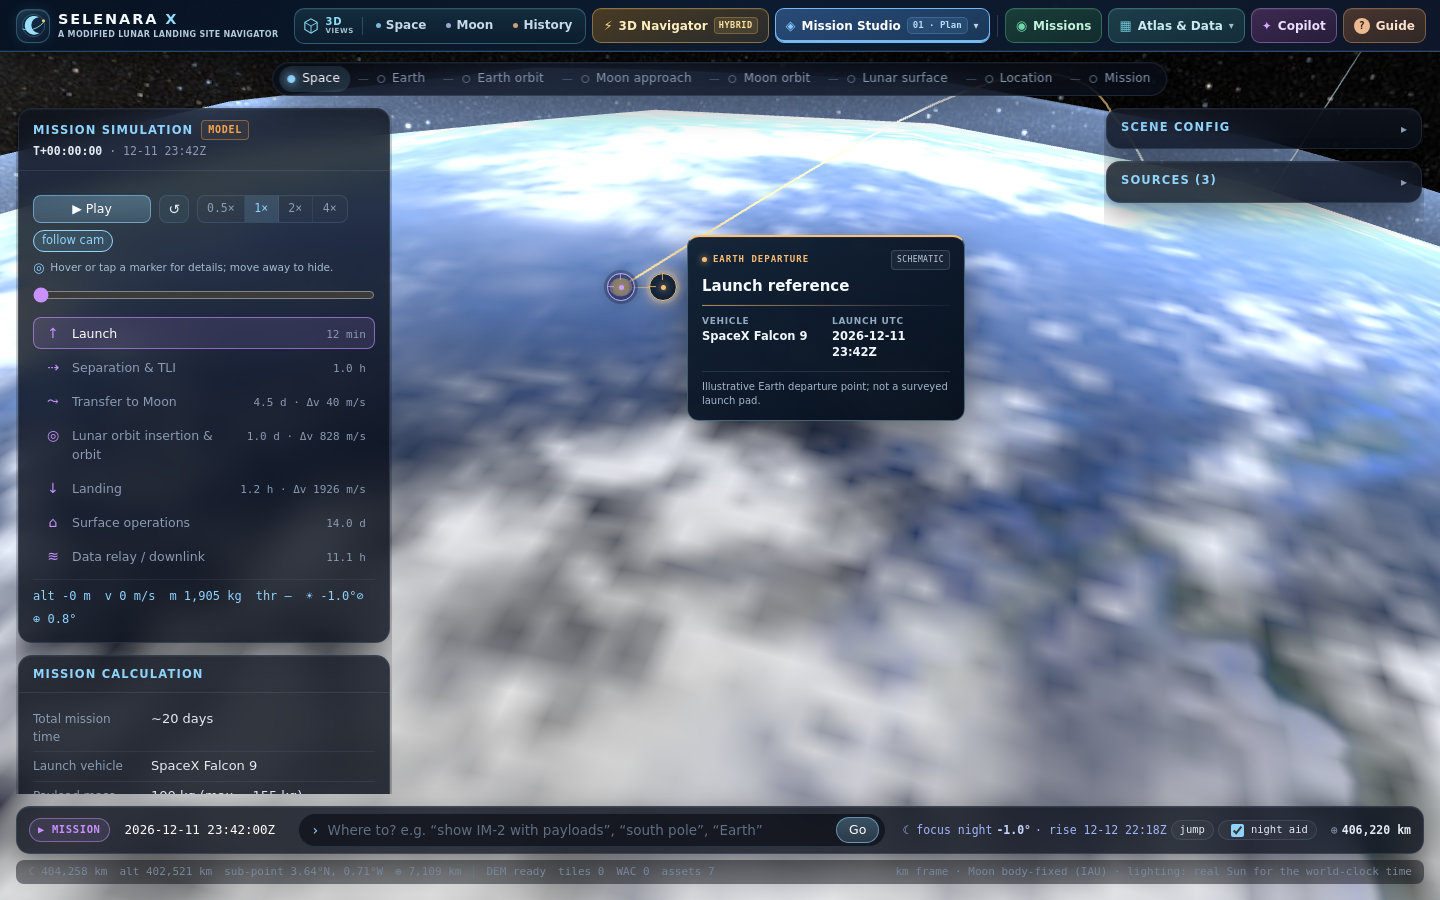 SELENARA X
A MODIFIED LUNAR LANDING SITE NAVIGATOR
3D VIEWS
Space
Moon
History
3D Navigator HYBRID
Mission Studio 01 · Plan ▾
Missions
Atlas & Data ▾
Copilot
? Guide
Space — Earth — Earth orbit — Moon approach — Moon orbit — Lunar surface — Location — Mission
MISSION SIMULATION MODEL
T+00:00:00 · 12-11 23:42Z
▶ Play ↺ 0.5× 1× 2× 4×
follow cam
◎ Hover or tap a marker for details; move away to hide.
↑ Launch 12 min
⇢ Separation & TLI 1.0 h
⤳ Transfer to Moon 4.5 d · Δv 40 m/s
◎ Lunar orbit insertion & orbit 1.0 d · Δv 828 m/s
↓ Landing 1.2 h · Δv 1926 m/s
⌂ Surface operations 14.0 d
≋ Data relay / downlink 11.1 h
alt -0 m v 0 m/s m 1,905 kg thr — ☀ -1.0°⊘
⊕ 0.8°
MISSION CALCULATION
Total mission time ~20 days
Launch vehicle SpaceX Falcon 9
EARTH DEPARTURE SCHEMATIC
Launch reference
VEHICLE
SpaceX Falcon 9
LAUNCH UTC
2026-12-11 23:42Z
Illustrative Earth departure point; not a surveyed
launch pad.
SCENE CONFIG ▸
SOURCES (3) ▸
▶ MISSION 2026-12-11 23:42:00Z › Where to? e.g. “show IM-2 with payloads”, “south pole”, “Earth” Go ☾ focus night -1.0° · rise 12-12 22:18Z jump night aid ⊕ 406,220 km
☾ 404,258 km alt 402,521 km sub-point 3.64°N, 0.71°W ⊕ 7,109 km DEM ready tiles 0 WAC 0 assets 7
km frame · Moon body-fixed (IAU) · lighting: real Sun for the world-clock time